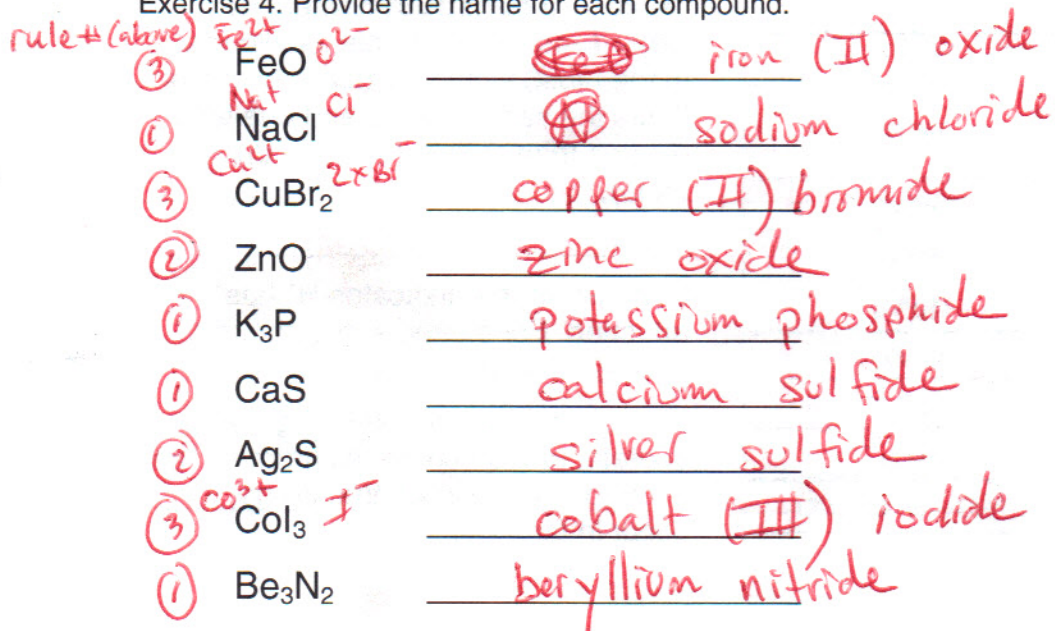 Exercise 4. Provide the name for each compound.
rule # (above) Fe2+
③ FeO O2- iron (II) oxide
Na+ Cl-
① NaCl sodium chloride
Cu2+ 2xBr-
③ CuBr2 copper (II) bromide
② ZnO zinc oxide
① K3P potassium phosphide
① CaS calcium sulfide
② Ag2S silver sulfide
Co3+ I-
③ CoI3 cobalt (III) iodide
① Be3N2 beryllium nitride